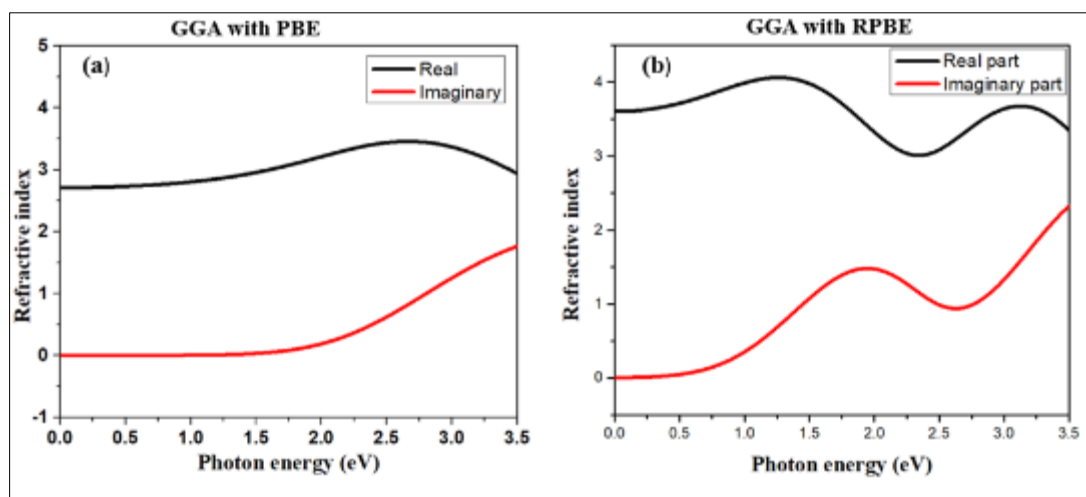 GGA with PBE
(a)
Real
Imaginary
Refractive index
5
4
3
2
1
0
-1
0.0 0.5 1.0 1.5 2.0 2.5 3.0 3.5
Photon energy (eV)
GGA with RPBE
(b)
Real part
Imaginary part
Refractive index
4
3
2
1
0
0.0 0.5 1.0 1.5 2.0 2.5 3.0 3.5
Photon energy (eV)